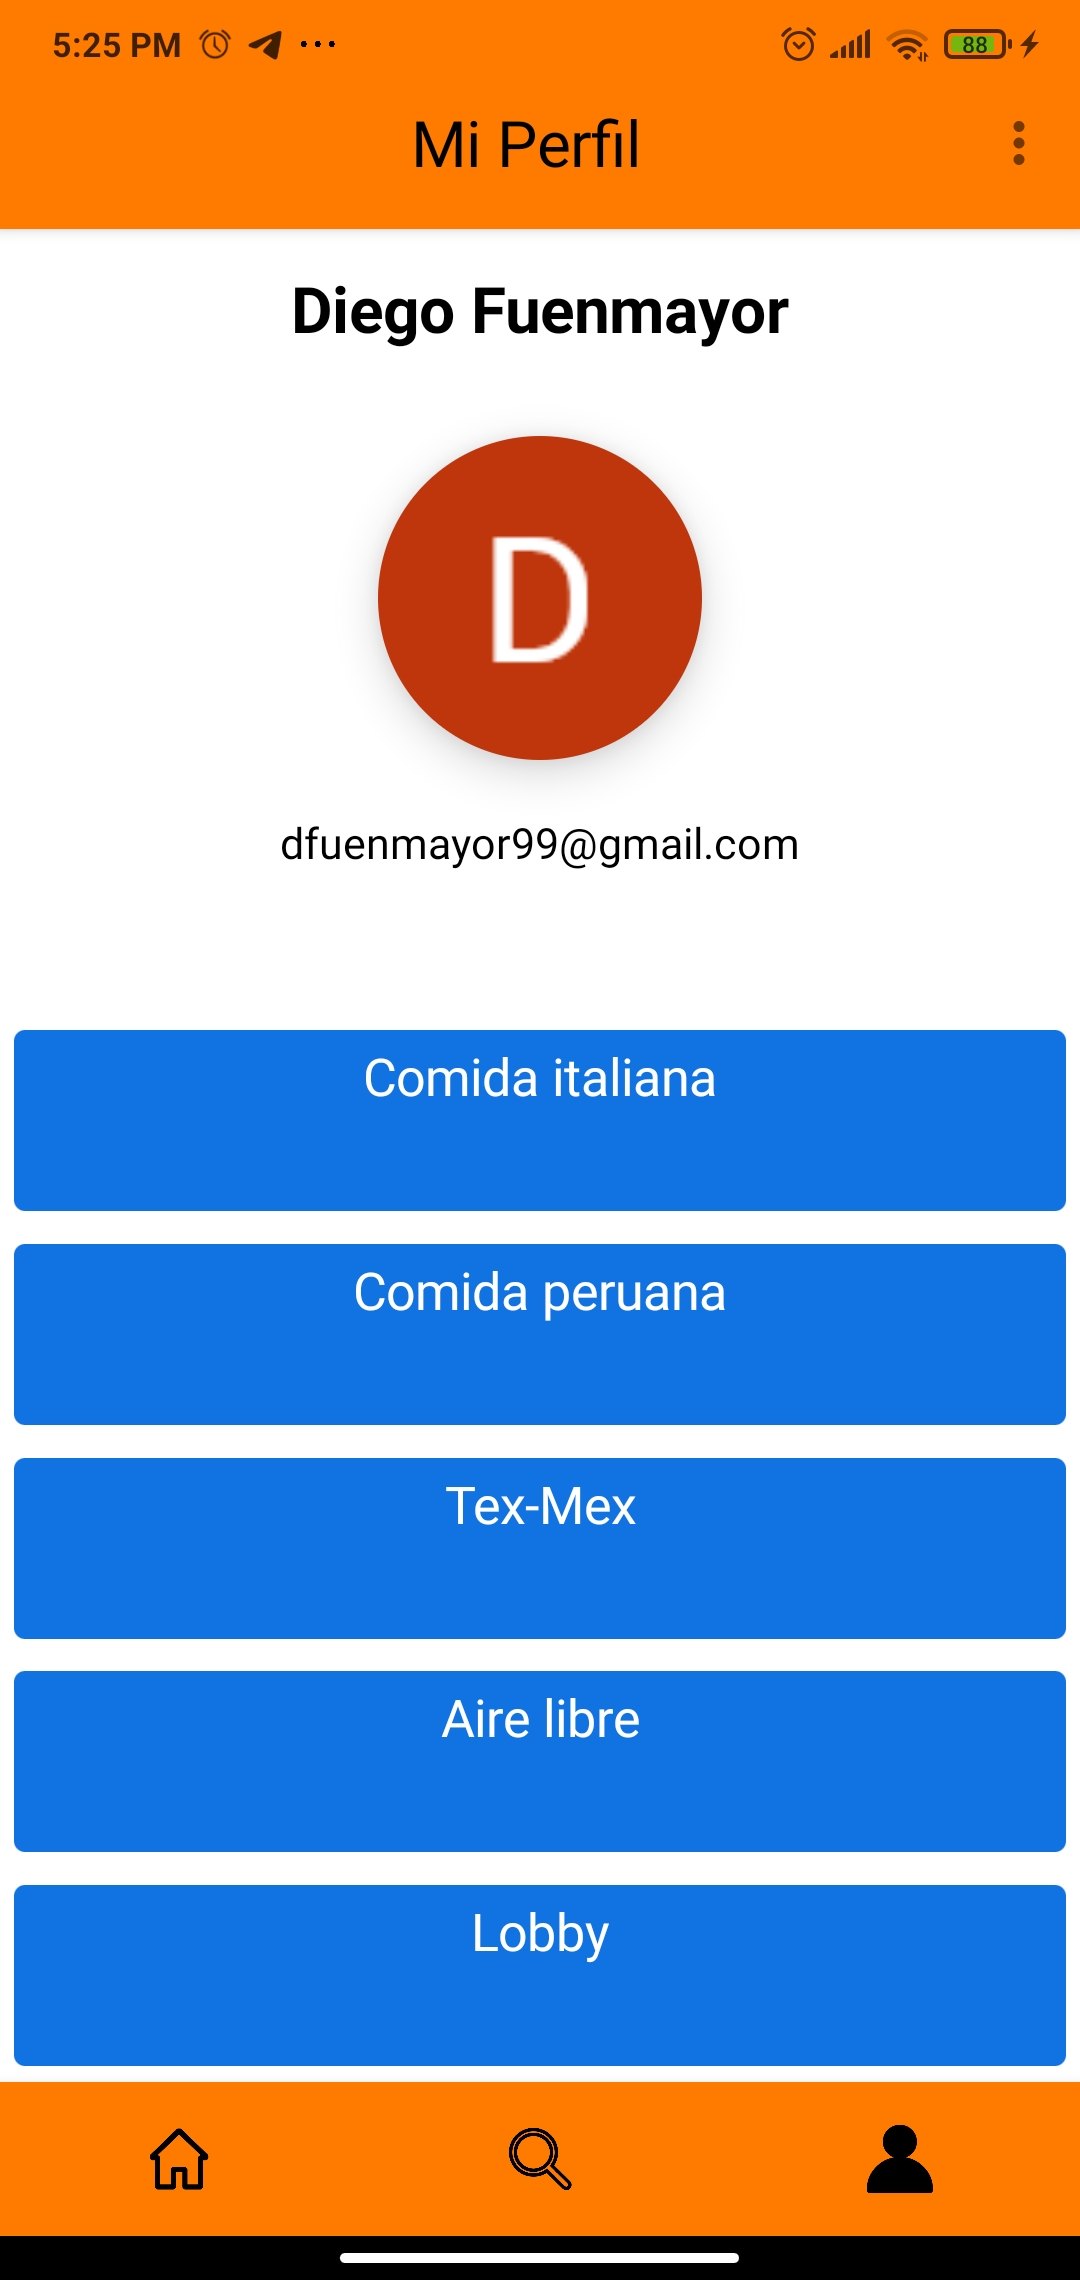 5:25 PM
88
Mi Perfil
Diego Fuenmayor
D
dfuenmayor99@gmail.com
Comida italiana
Comida peruana
Tex-Mex
Aire libre
Lobby